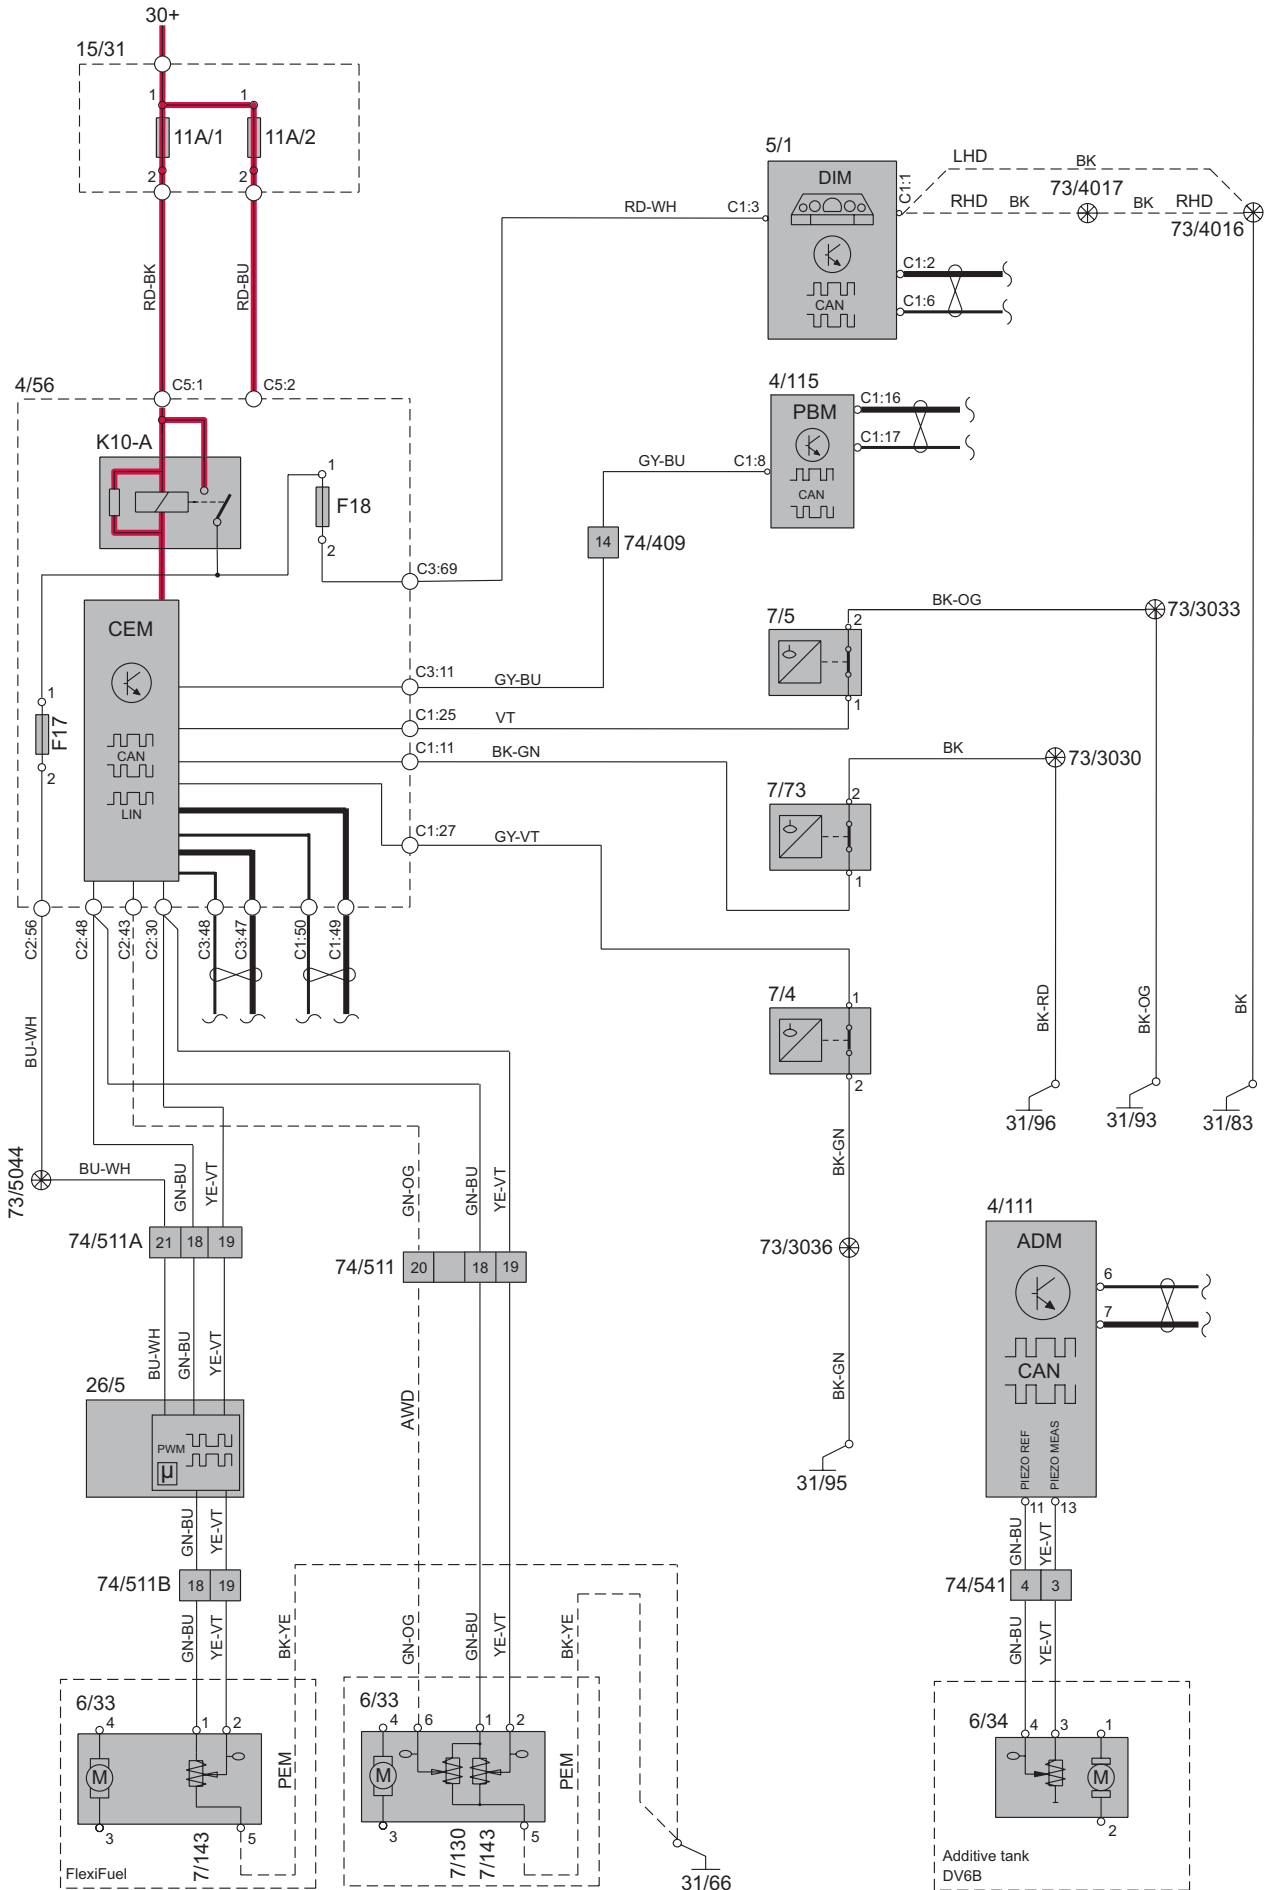 30+
15/31
1
1
11A/1
11A/2
2
2
RD-BK
RD-BU
4/56
C5:1
C5:2
K10-A
1
F18
2
C3:69
CEM
CAN
LIN
1
F17
2
C3:11
GY-BU
C1:25
VT
C1:11
BK-GN
C1:27
GY-VT
C2:56
C2:48
C2:43
C2:30
C3:48
C3:47
C1:50
C1:49
RD-WH
C1:3
5/1
DIM
CAN
C1:1
C1:2
C1:6
LHD
BK
RHD
BK
73/4017
BK
RHD
73/4016
4/115
PBM
CAN
C1:16
C1:17
GY-BU
C1:8
14
74/409
7/5
2
1
BK-OG
73/3033
7/73
2
1
BK
73/3030
7/4
1
2
BK-RD
BK-OG
BK
31/96
31/93
31/83
BK-GN
73/3036
BK-GN
31/95
BU-WH
73/5044
BU-WH
GN-BU
YE-VT
GN-OG
GN-BU
YE-VT
74/511A
21
18
19
74/511
20
18
19
BU-WH
GN-BU
YE-VT
AWD
26/5
PWM
µ
GN-BU
YE-VT
74/511B
18
19
GN-BU
YE-VT
BK-YE
GN-OG
GN-BU
YE-VT
BK-YE
6/33
4
1
2
M
3
5
7/143
PEM
FlexiFuel
6/33
4
6
1
2
M
3
5
7/130
7/143
PEM
31/66
4/111
ADM
CAN
6
7
PIEZO REF
PIEZO MEAS
11
13
GN-BU
YE-VT
74/541
4
3
GN-BU
YE-VT
6/34
4
3
1
M
2
Additive tank
DV6B